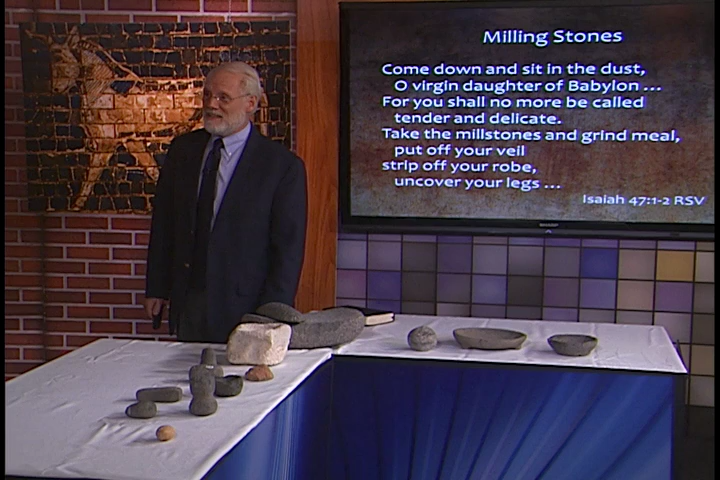 Milling Stones
Come down and sit in the dust,
O virgin daughter of Babylon ...
For you shall no more be called
tender and delicate.
Take the millstones and grind meal,
put off your veil
strip off your robe,
uncover your legs ...
Isaiah 47:1-2 RSV
SHARP